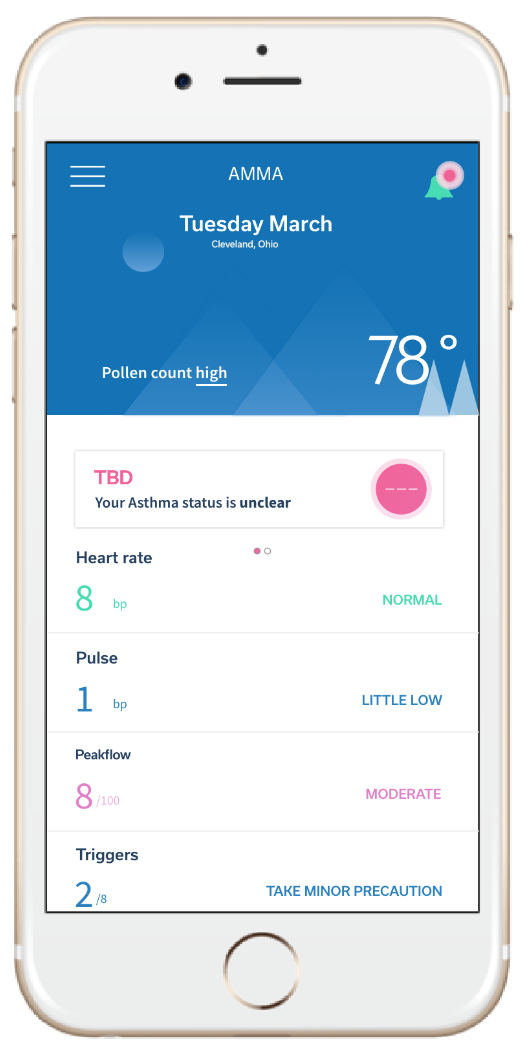 AMMA
Tuesday March
Cleveland, Ohio
78°
Pollen count high
TBD
Your Asthma status is unclear
---
Heart rate
8 bp
NORMAL
Pulse
1 bp
LITTLE LOW
Peakflow
8 /100
MODERATE
Triggers
2 /8
TAKE MINOR PRECAUTION